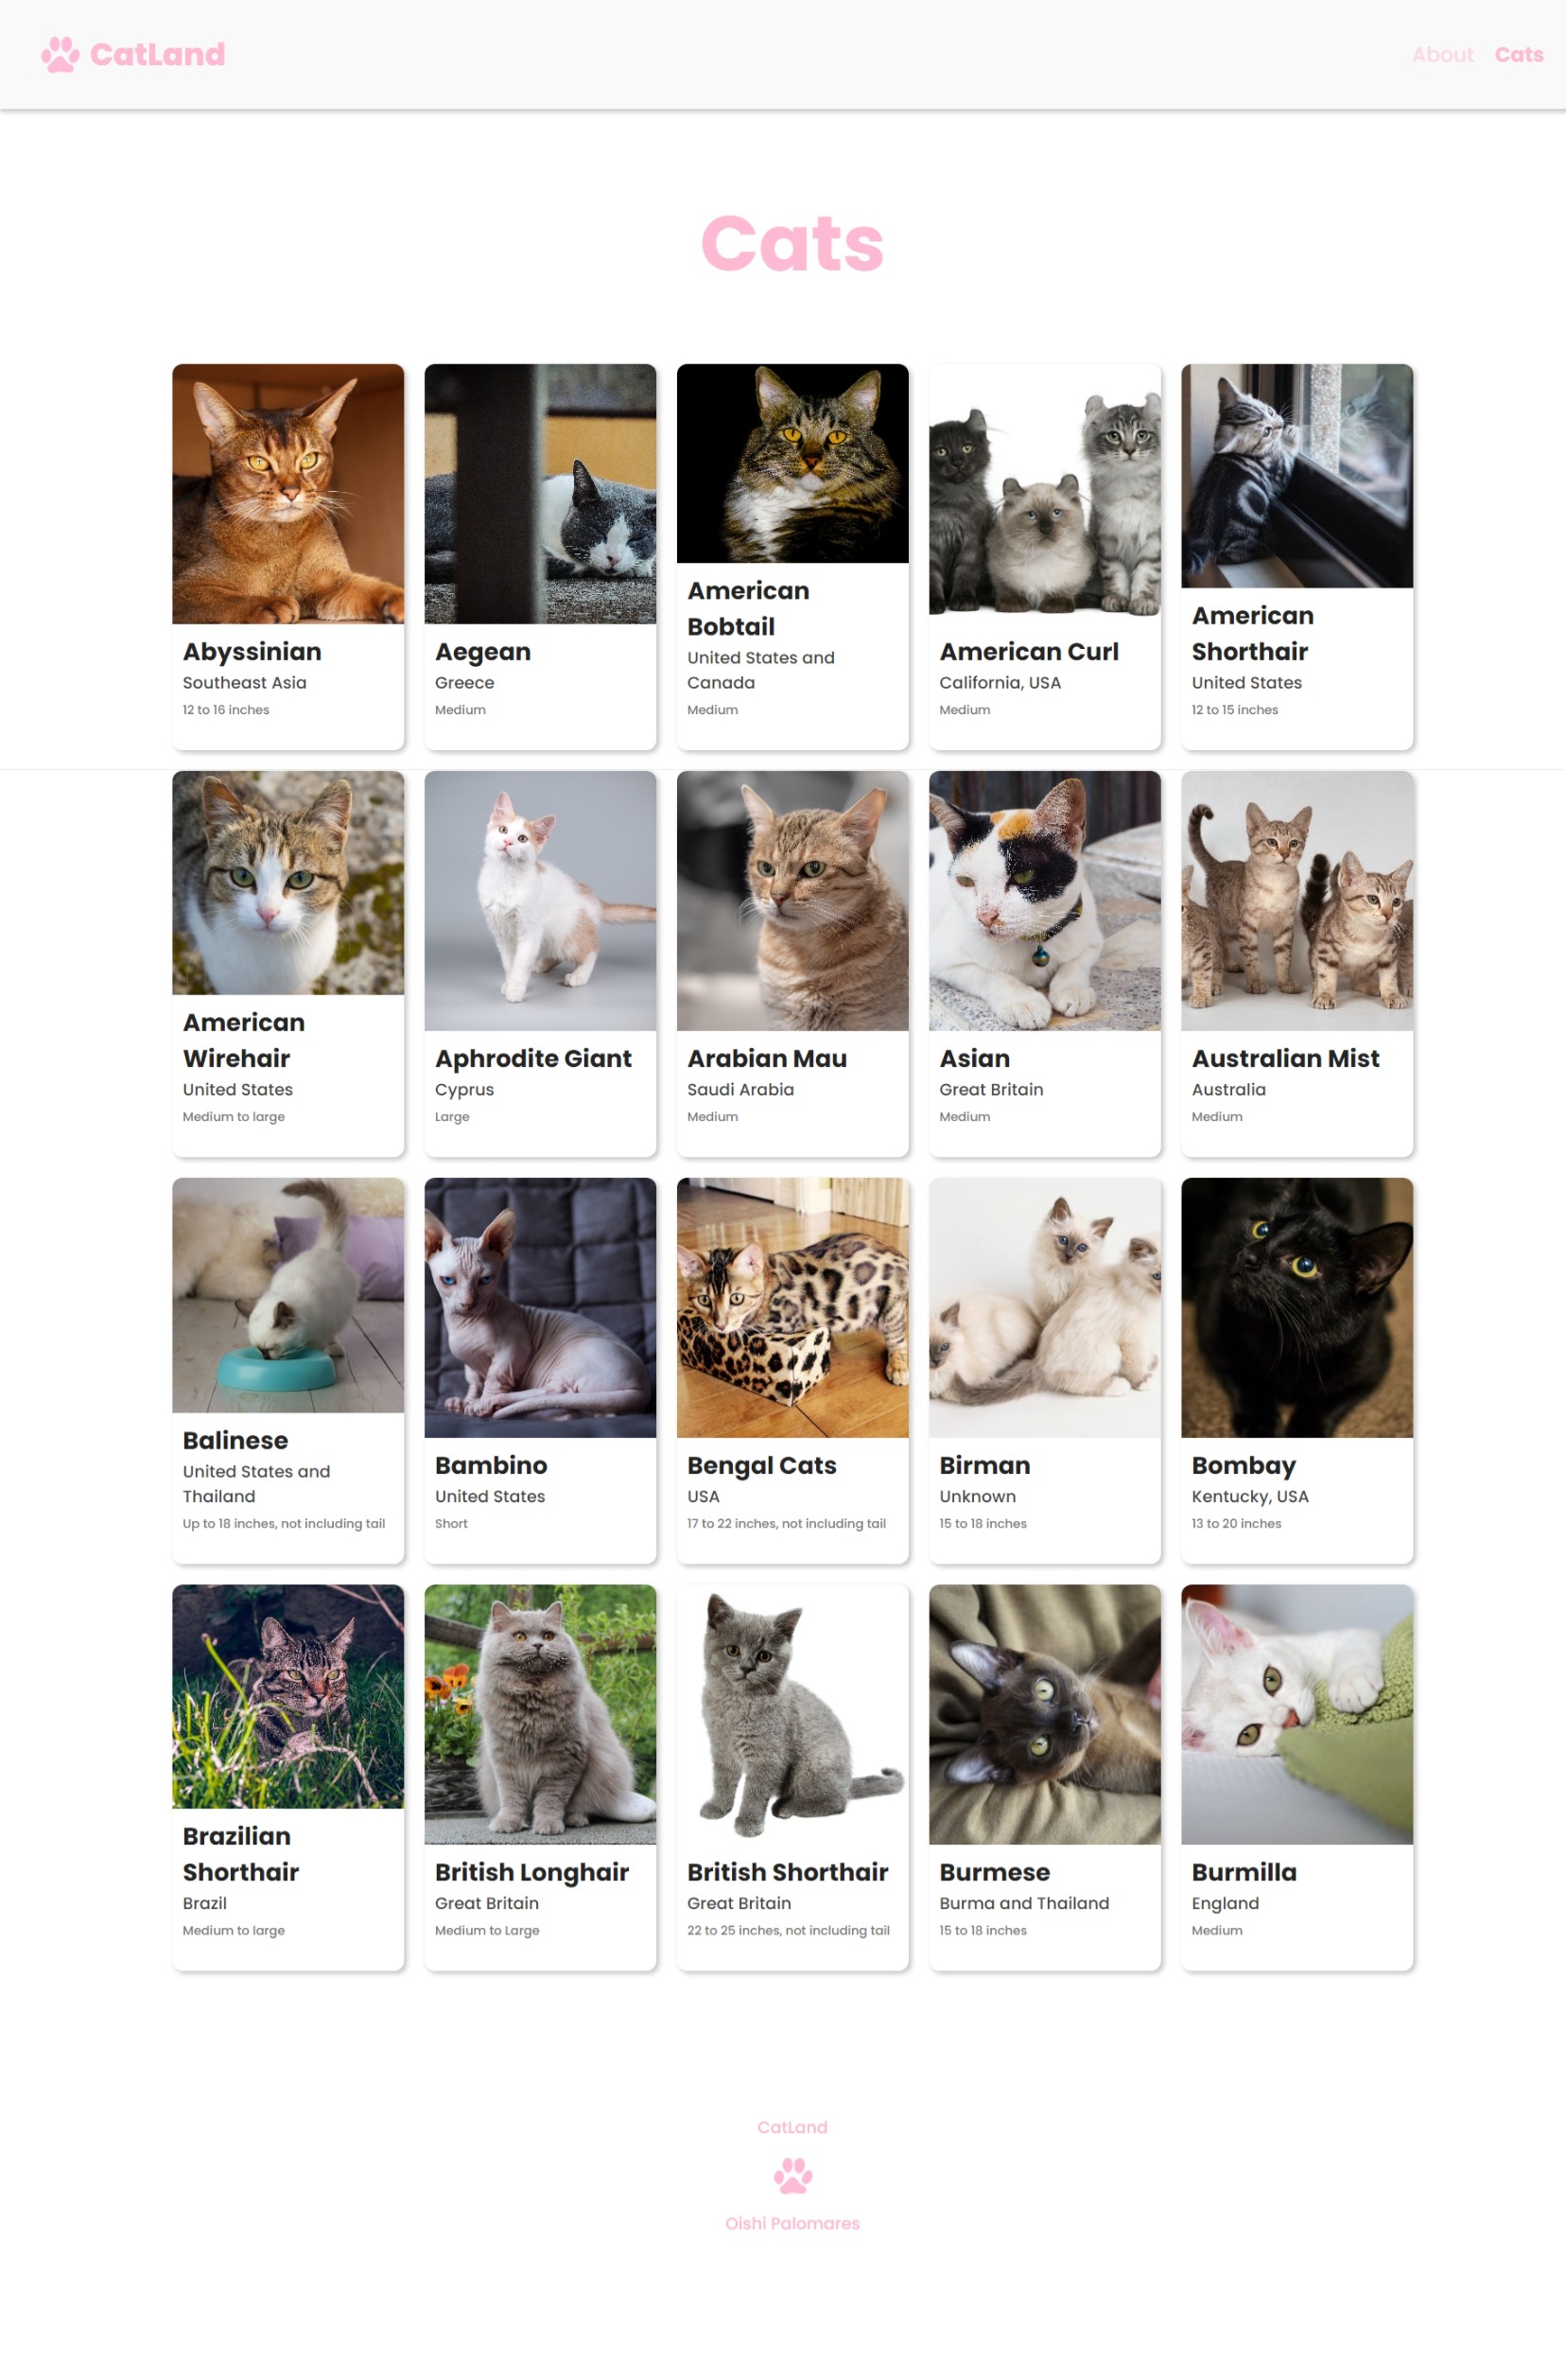 CatLand
About Cats
Cats
Abyssinian
Southeast Asia
12 to 16 inches
Aegean
Greece
Medium
American
Bobtail
United States and
Canada
Medium
American Curl
California, USA
Medium
American
Shorthair
United States
12 to 15 inches
American
Wirehair
United States
Medium to large
Aphrodite Giant
Cyprus
Large
Arabian Mau
Saudi Arabia
Medium
Asian
Great Britain
Medium
Australian Mist
Australia
Medium
Balinese
United States and
Thailand
Up to 18 inches, not including tail
Bambino
United States
Short
Bengal Cats
USA
17 to 22 inches, not including tail
Birman
Unknown
15 to 18 inches
Bombay
Kentucky, USA
13 to 20 inches
Brazilian
Shorthair
Brazil
Medium to large
British Longhair
Great Britain
Medium to Large
British Shorthair
Great Britain
22 to 25 inches, not including tail
Burmese
Burma and Thailand
15 to 18 inches
Burmilla
England
Medium
CatLand
Oishi Palomares